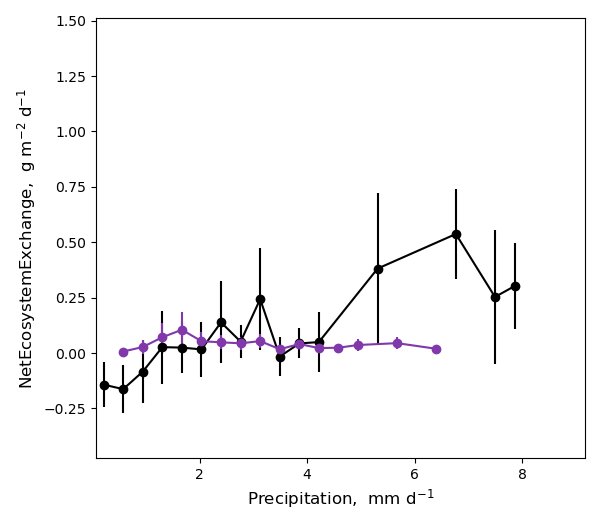 1.50
1.25
1.00
0.75
0.50
0.25
0.00
−0.25
NetEcosystemExchange, g m⁻² d⁻¹
2 4 6 8
Precipitation, mm d⁻¹